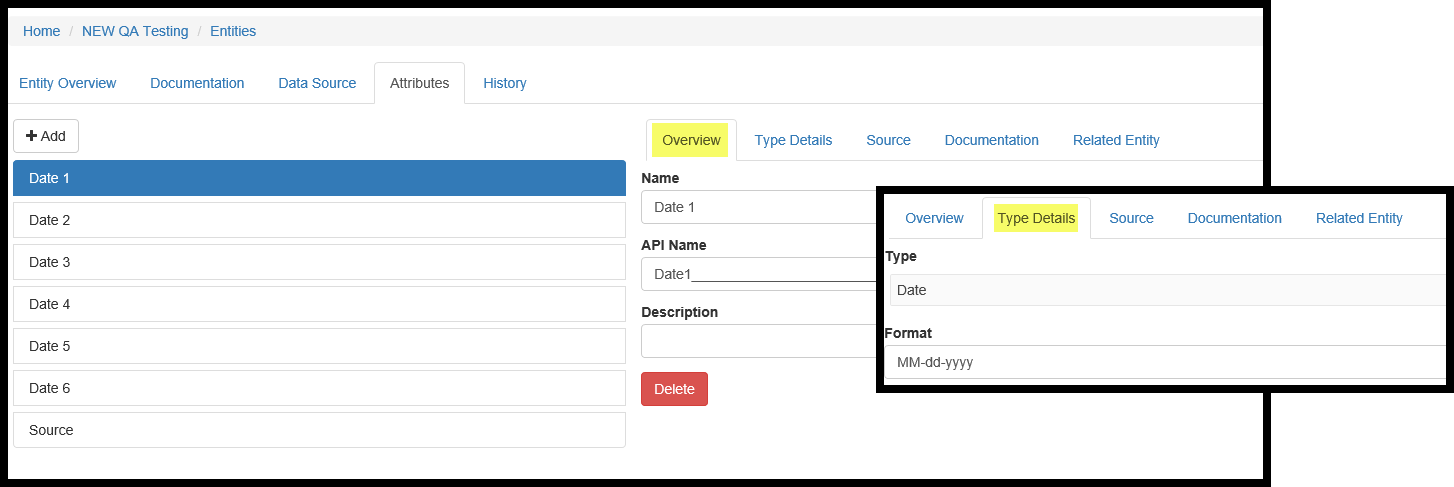 Home / NEW QA Testing / Entities
Entity Overview Documentation Data Source Attributes History
+ Add
Date 1
Date 2
Date 3
Date 4
Date 5
Date 6
Source
Overview Type Details Source Documentation Related Entity
Name
Date 1
API Name
Date1_______________________
Description
Delete
Overview Type Details Source Documentation Related Entity
Type
Date
Format
MM-dd-yyyy